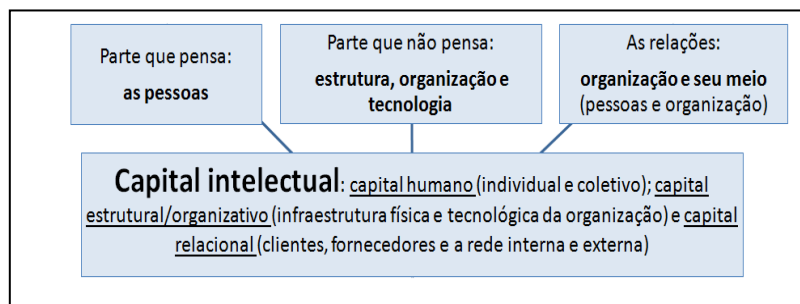 Parte que pensa:
as pessoas
Parte que não pensa:
estrutura, organização e
tecnologia
As relações:
organização e seu meio
(pessoas e organização)
Capital intelectual: capital humano (individual e coletivo); capital
estrutural/organizativo (infraestrutura física e tecnológica da organização) e capital
relacional (clientes, fornecedores e a rede interna e externa)